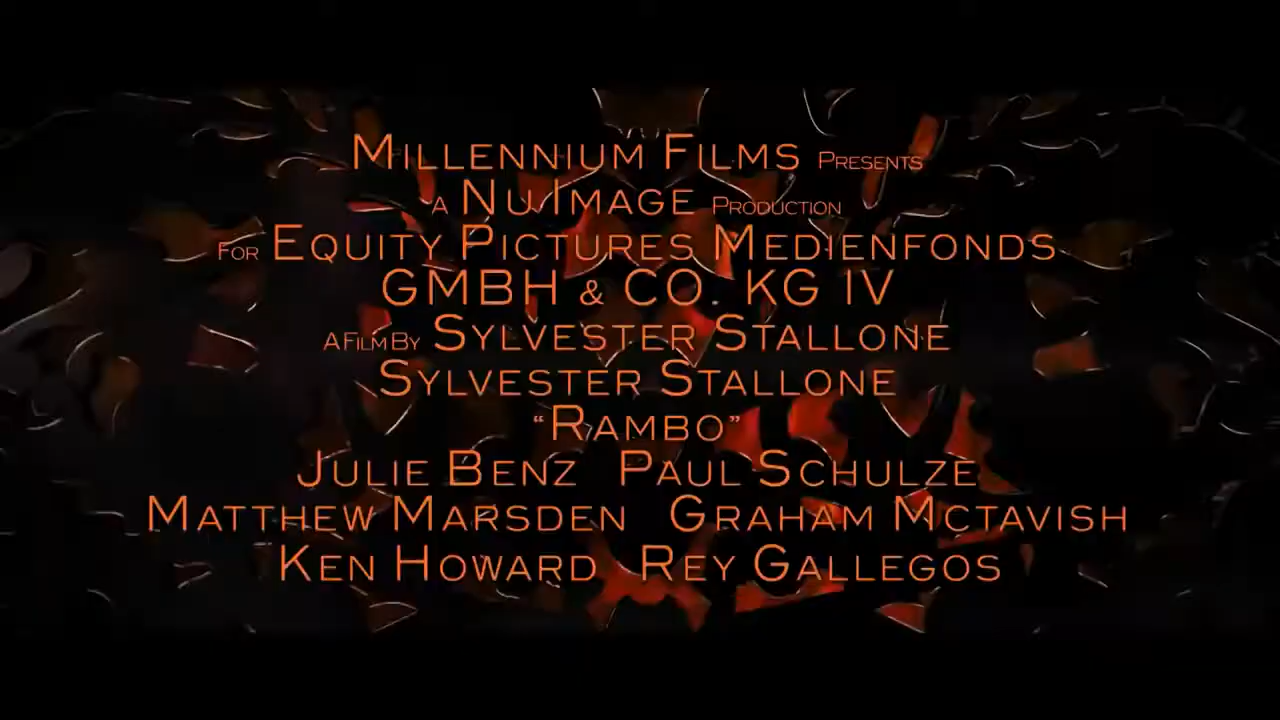 MILLENNIUM FILMS PRESENTS
A NU IMAGE PRODUCTION
FOR EQUITY PICTURES MEDIENFONDS
GMBH & CO. KG IV
A FILM BY SYLVESTER STALLONE
SYLVESTER STALLONE
“RAMBO”
JULIE BENZ PAUL SCHULZE
MATTHEW MARSDEN GRAHAM MCTAVISH
KEN HOWARD REY GALLEGOS